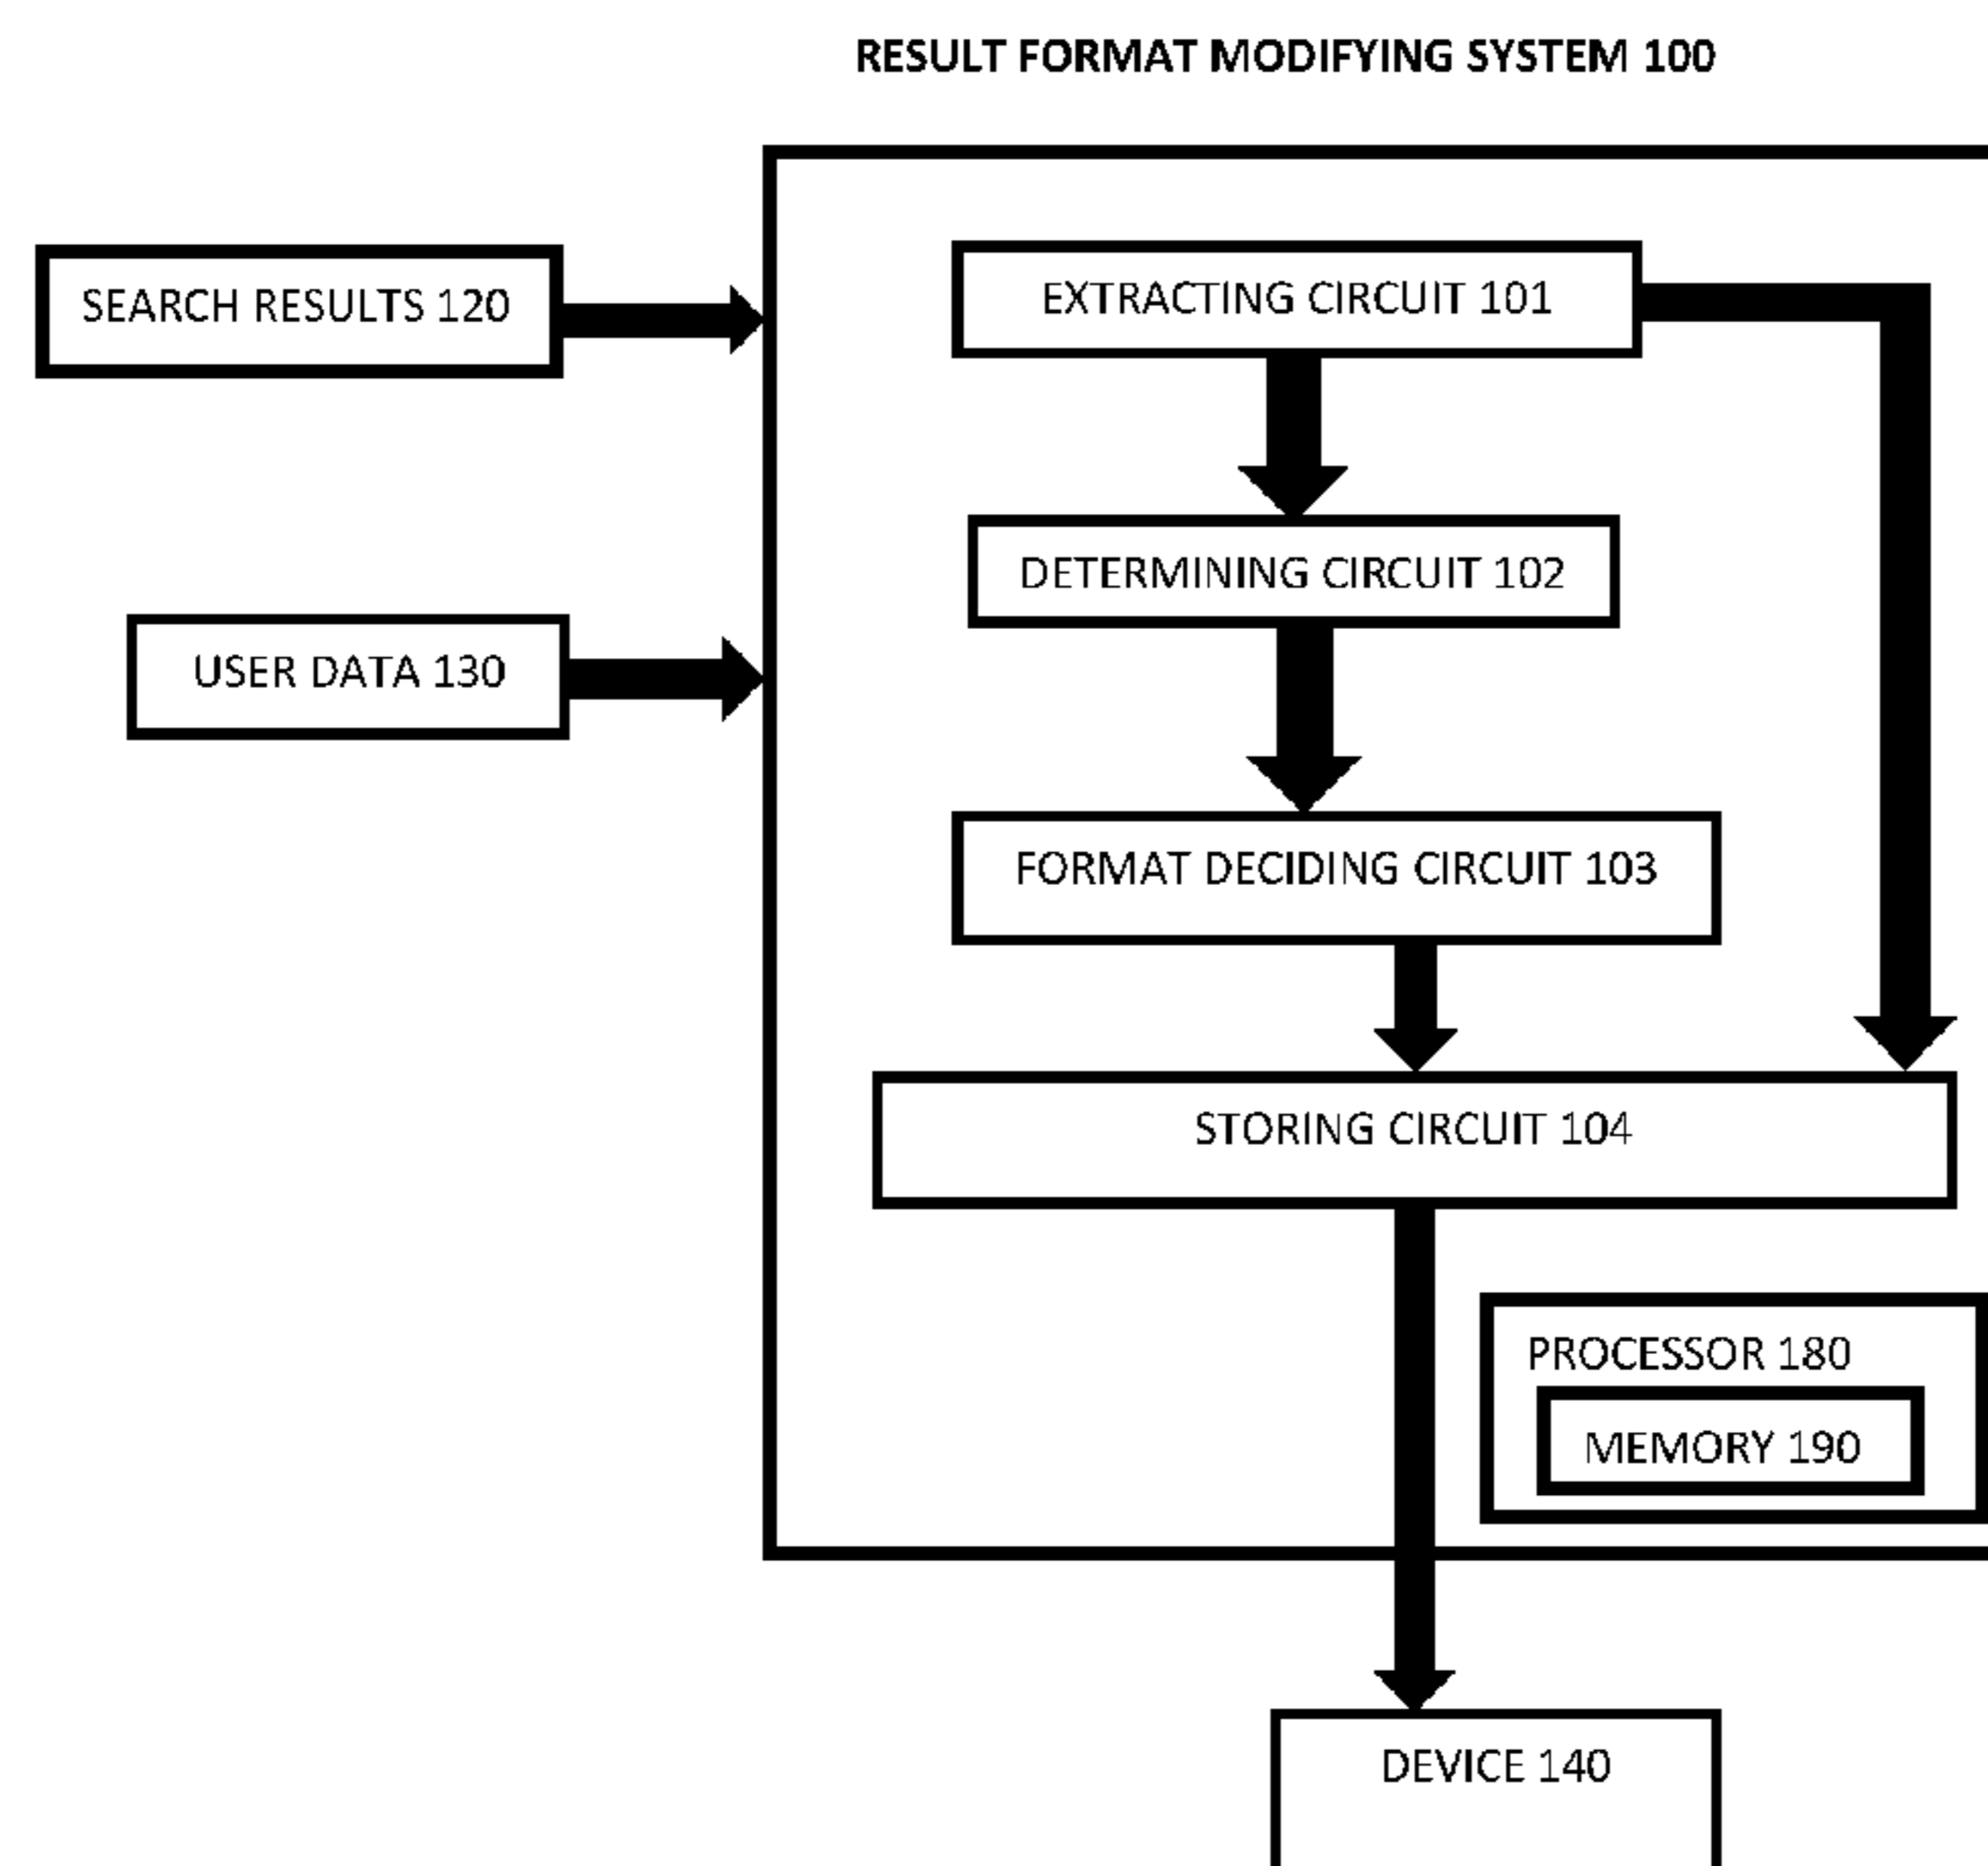 RESULT FORMAT MODIFYING SYSTEM 100
SEARCH RESULTS 120
EXTRACTING CIRCUIT 101
DETERMINING CIRCUIT 102
USER DATA 130
FORMAT DECIDING CIRCUIT 103
STORING CIRCUIT 104
PROCESSOR 180
MEMORY 190
DEVICE 140